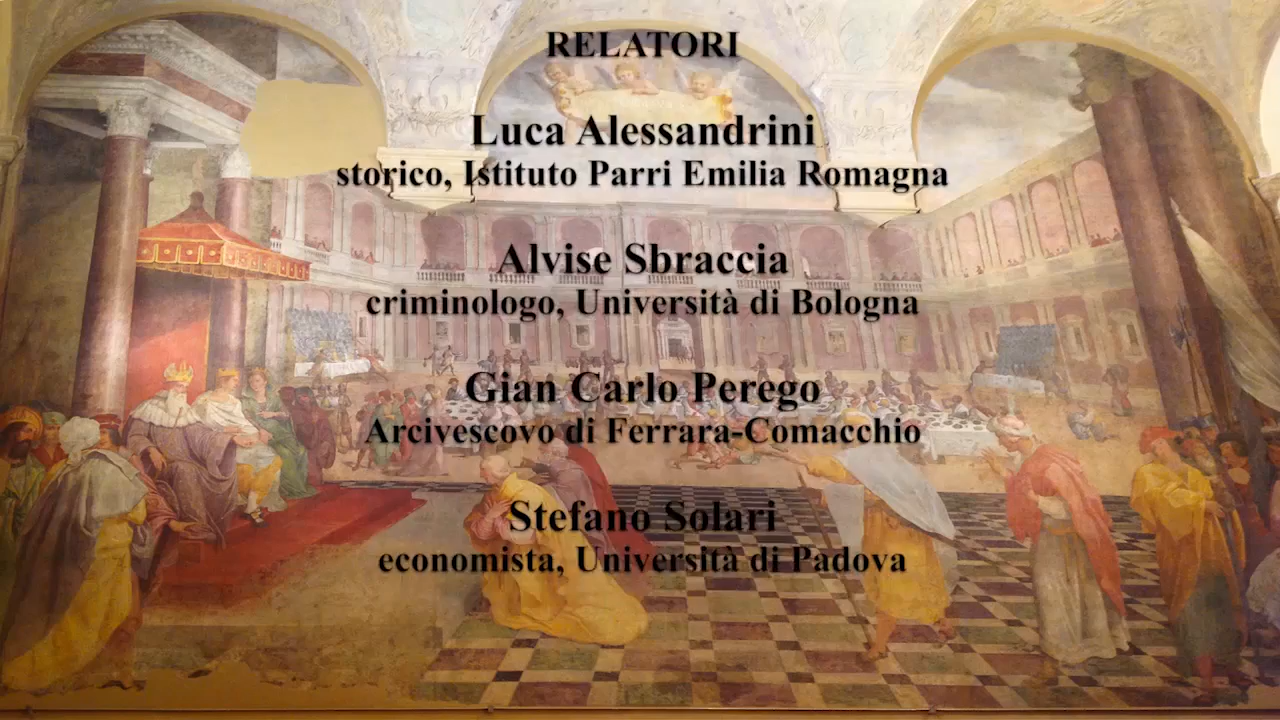 RELATORI
Luca Alessandrini
storico, Istituto Parri Emilia Romagna
Alvise Sbraccia
criminologo, Università di Bologna
Gian Carlo Perego
Arcivescovo di Ferrara-Comacchio
Stefano Solari
economista, Università di Padova